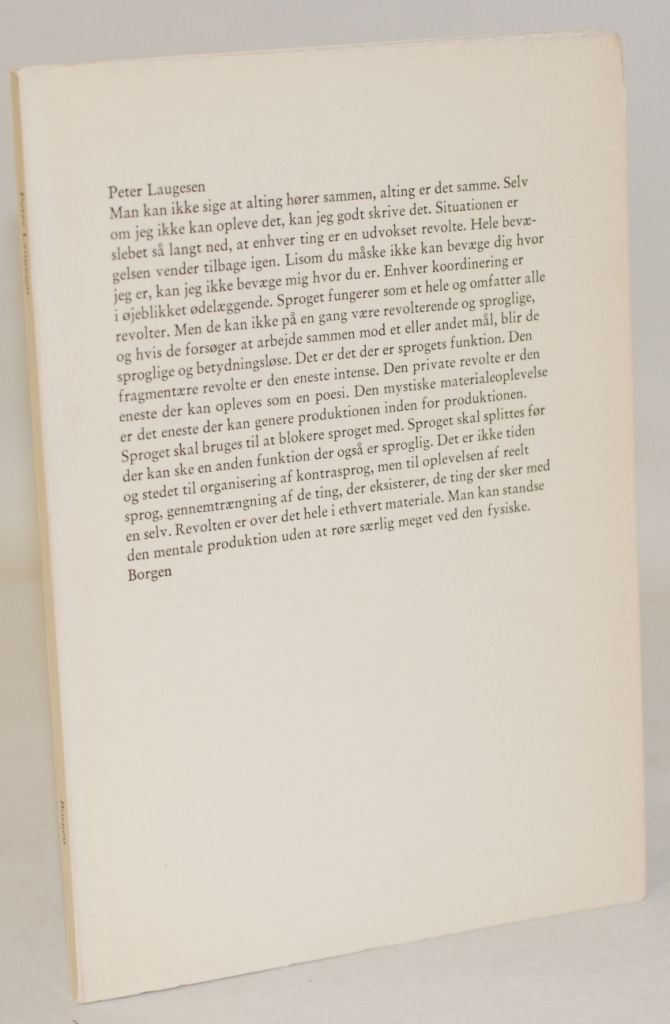 Peter Laugesen
Man kan ikke sige at alting hører sammen, alting er det samme. Selv
om jeg ikke kan opleve det, kan jeg godt skrive det. Situationen er
slebet så langt ned, at enhver ting er en udvokset revolte. Hele bevæ-
gelsen vender tilbage igen. Lisom du måske ikke kan bevæge dig hvor
jeg er, kan jeg ikke bevæge mig hvor du er. Enhver koordinering er
i øjeblikket ødelæggende. Sproget fungerer som et hele og omfatter alle
revolter. Men de kan ikke på en gang være revolterende og sproglige,
og hvis de forsøger at arbejde sammen mod et eller andet mål, blir de
sproglige og betydningsløse. Det er det der er sprogets funktion. Den
fragmentære revolte er den eneste intense. Den private revolte er den
eneste der kan opleves som en poesi. Den mystiske materialeoplevelse
er det eneste der kan genere produktionen inden for produktionen.
Sproget skal bruges til at blokere sproget med. Sproget skal splittes før
der kan ske en anden funktion der også er sproglig. Det er ikke tiden
og stedet til organisering af kontrasprog, men til oplevelsen af reelt
sprog, gennemtrængning af de ting, der eksisterer, de ting der sker med
en selv. Revolten er over det hele i ethvert materiale. Man kan standse
den mentale produktion uden at røre særlig meget ved den fysiske.
Borgen
Peter Laugesen
Borgen